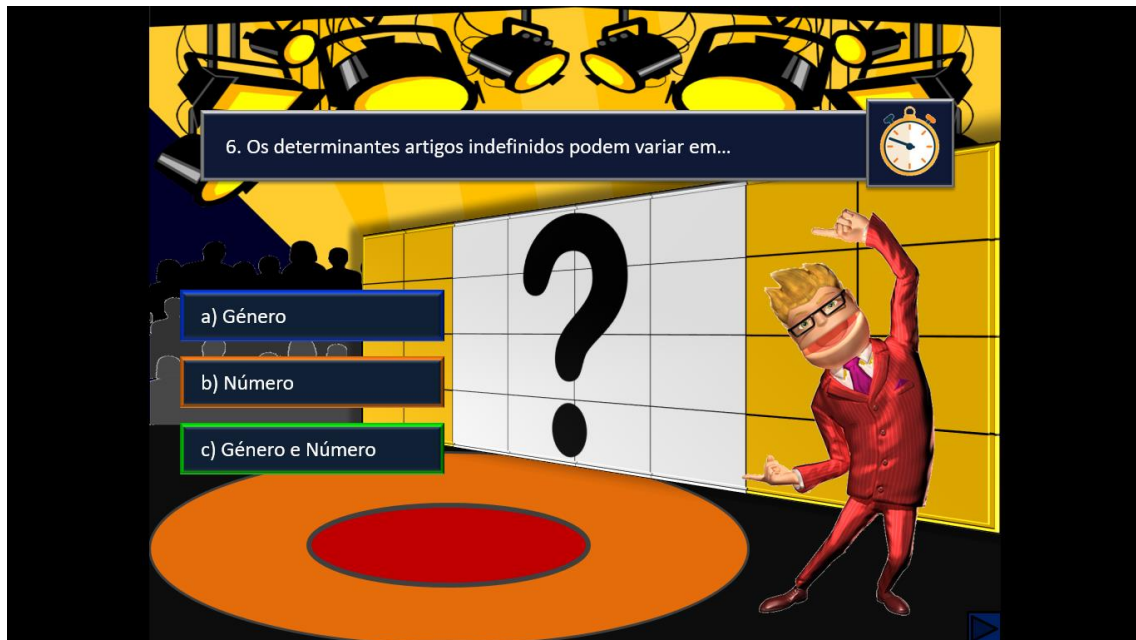 6. Os determinantes artigos indefinidos podem variar em...
a) Género
b) Número
c) Género e Número